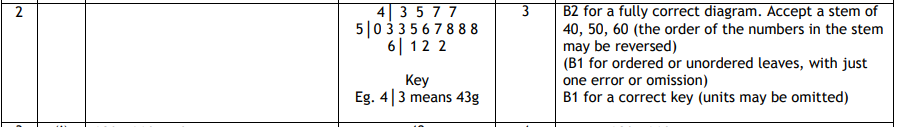 2
4| 3 5 7 7
5|0 3 3 5 6 7 8 8 8
6| 1 2 2
Key
Eg. 4|3 means 43g
3
B2 for a fully correct diagram. Accept a stem of
40, 50, 60 (the order of the numbers in the stem
may be reversed)
(B1 for ordered or unordered leaves, with just
one error or omission)
B1 for a correct key (units may be omitted)